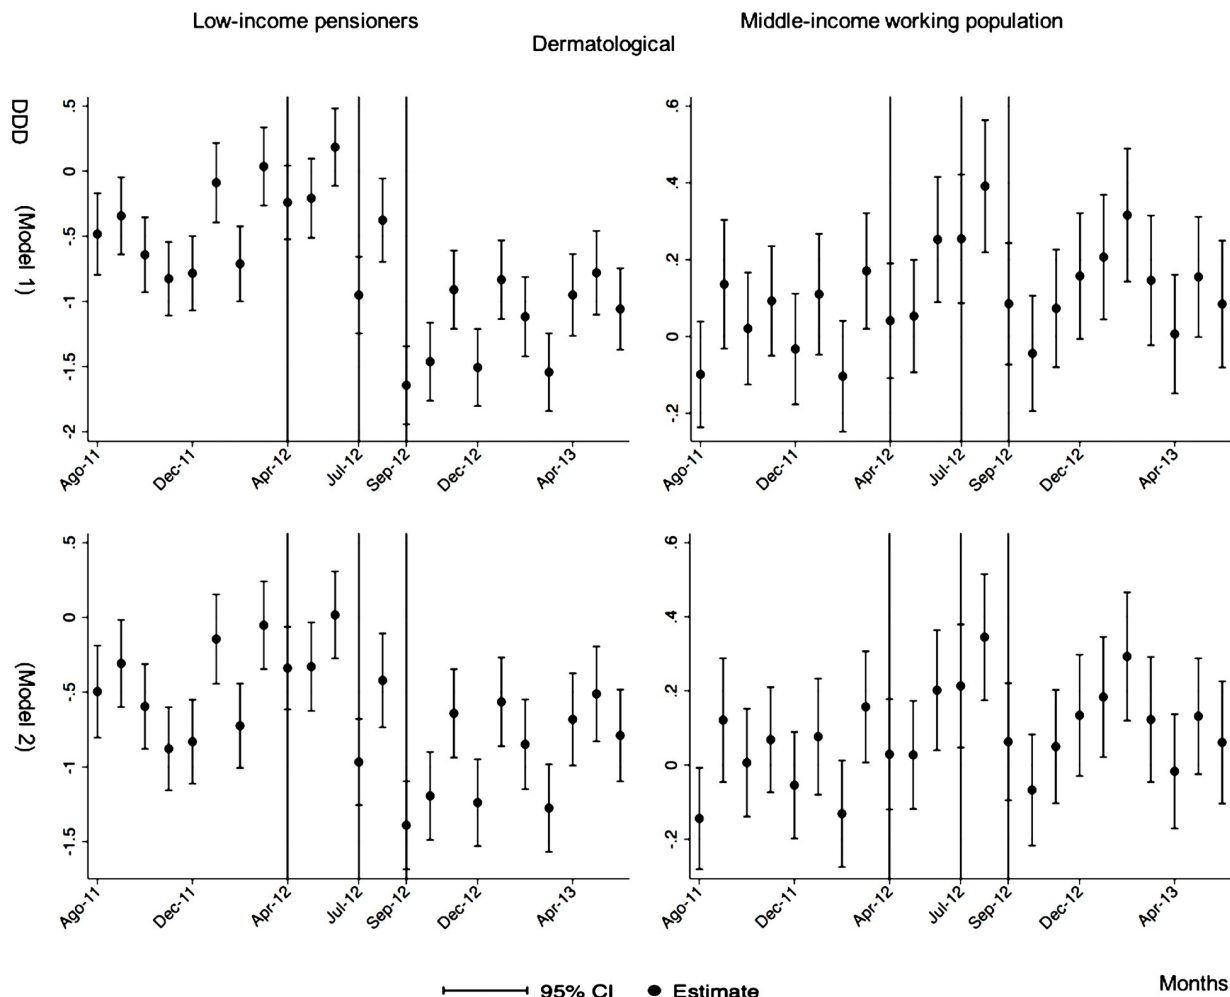 Low-income pensioners
Middle-income working population
Dermatological
DDD
(Model 1)
.5
0
-.5
-1
-1.5
-2
Ago-11
Dec-11
Apr-12
Jul-12
Sep-12
Dec-12
Apr-13
.6
.4
.2
0
-.2
Ago-11
Dec-11
Apr-12
Jul-12
Sep-12
Dec-12
Apr-13
(Model 2)
.5
0
-.5
-1
-1.5
Ago-11
Dec-11
Apr-12
Jul-12
Sep-12
Dec-12
Apr-13
.6
.4
.2
0
-.2
Ago-11
Dec-11
Apr-12
Jul-12
Sep-12
Dec-12
Apr-13
Months
95% CI
Estimate